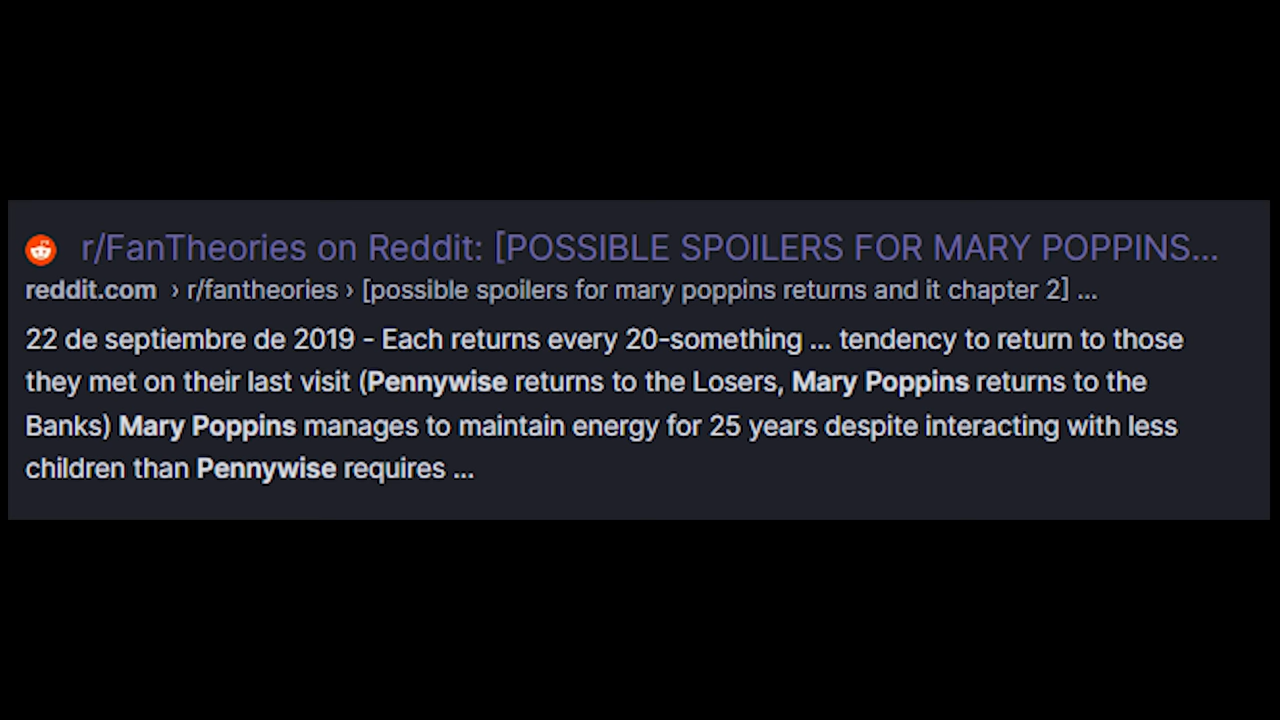 r/FanTheories on Reddit: [POSSIBLE SPOILERS FOR MARY POPPINS...
reddit.com › r/fantheories › [possible spoilers for mary poppins returns and it chapter 2] ...
22 de septiembre de 2019 - Each returns every 20-something ... tendency to return to those
they met on their last visit (Pennywise returns to the Losers, Mary Poppins returns to the
Banks) Mary Poppins manages to maintain energy for 25 years despite interacting with less
children than Pennywise requires ...